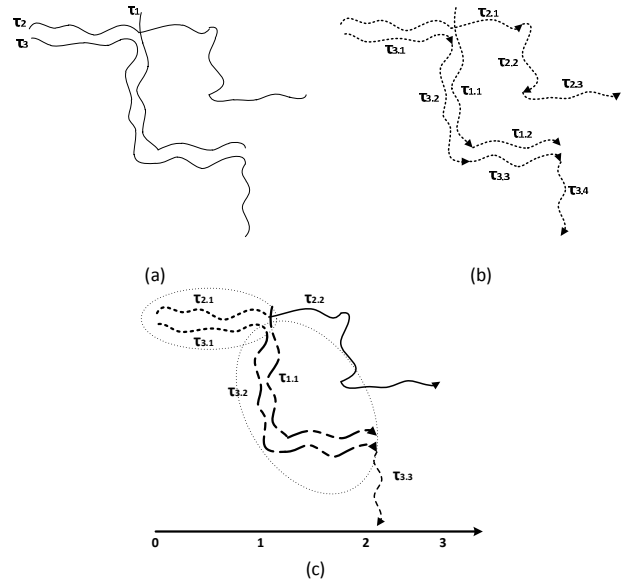 τ1
τ2
τ3
τ2.1
τ3.1
τ2.2
τ3.2
τ1.1
τ2.3
τ1.2
τ3.3
τ3.4
(a)
(b)
τ2.1
τ2.2
τ3.1
τ3.2
τ1.1
τ3.3
0 1 2 3
(c)